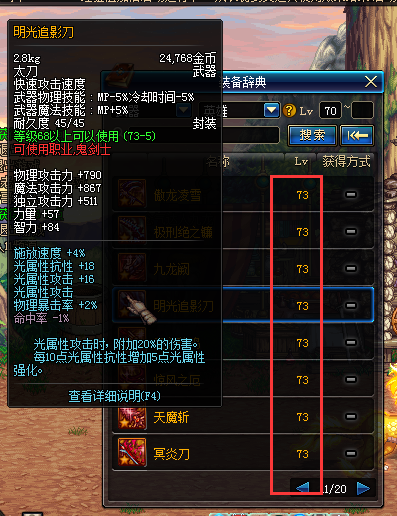 明光追影刀
2.8kg 24,768金币
太刀 武器
快速攻击速度
武器物理技能：MP-5%冷却时间-5%
武器魔法技能：MP+5%
耐久度 45/45 封装
等级68以上可以使用 (73-5)
可使用职业,鬼剑士
物理攻击力 +790
魔法攻击力 +867
独立攻击力 +511
力量 +57
智力 +84
施放速度 +4%
光属性抗性 +18
光属性攻击 +16
光属性攻击
物理暴击率 +2%
命中率 -1%
光属性攻击时，附加20%的伤害。
每10点光属性抗性增加5点光属性
强化。
查看详细说明(F4)
装备辞典
Lv 70 ~
搜索
名称 Lv 获得方式
73
73
九龙阙 73
明光追影刀 73
73
天魔斩 73
冥炎刀 73
1/20